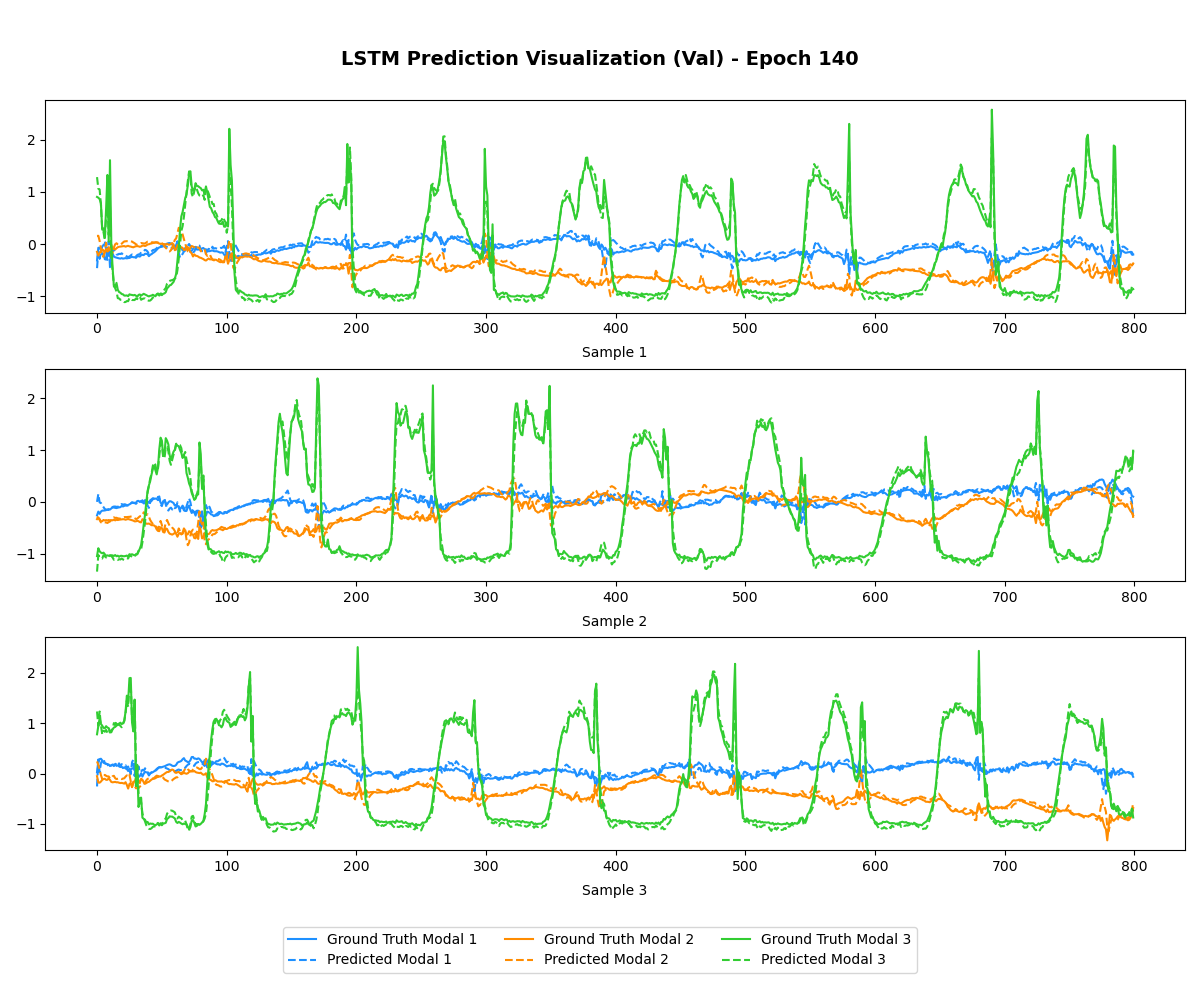 LSTM Prediction Visualization (Val) - Epoch 140
2
1
0
−1
0 100 200 300 400 500 600 700 800
Sample 1
2
1
0
−1
0 100 200 300 400 500 600 700 800
Sample 2
2
1
0
−1
0 100 200 300 400 500 600 700 800
Sample 3
Ground Truth Modal 1 Ground Truth Modal 2 Ground Truth Modal 3
Predicted Modal 1 Predicted Modal 2 Predicted Modal 3